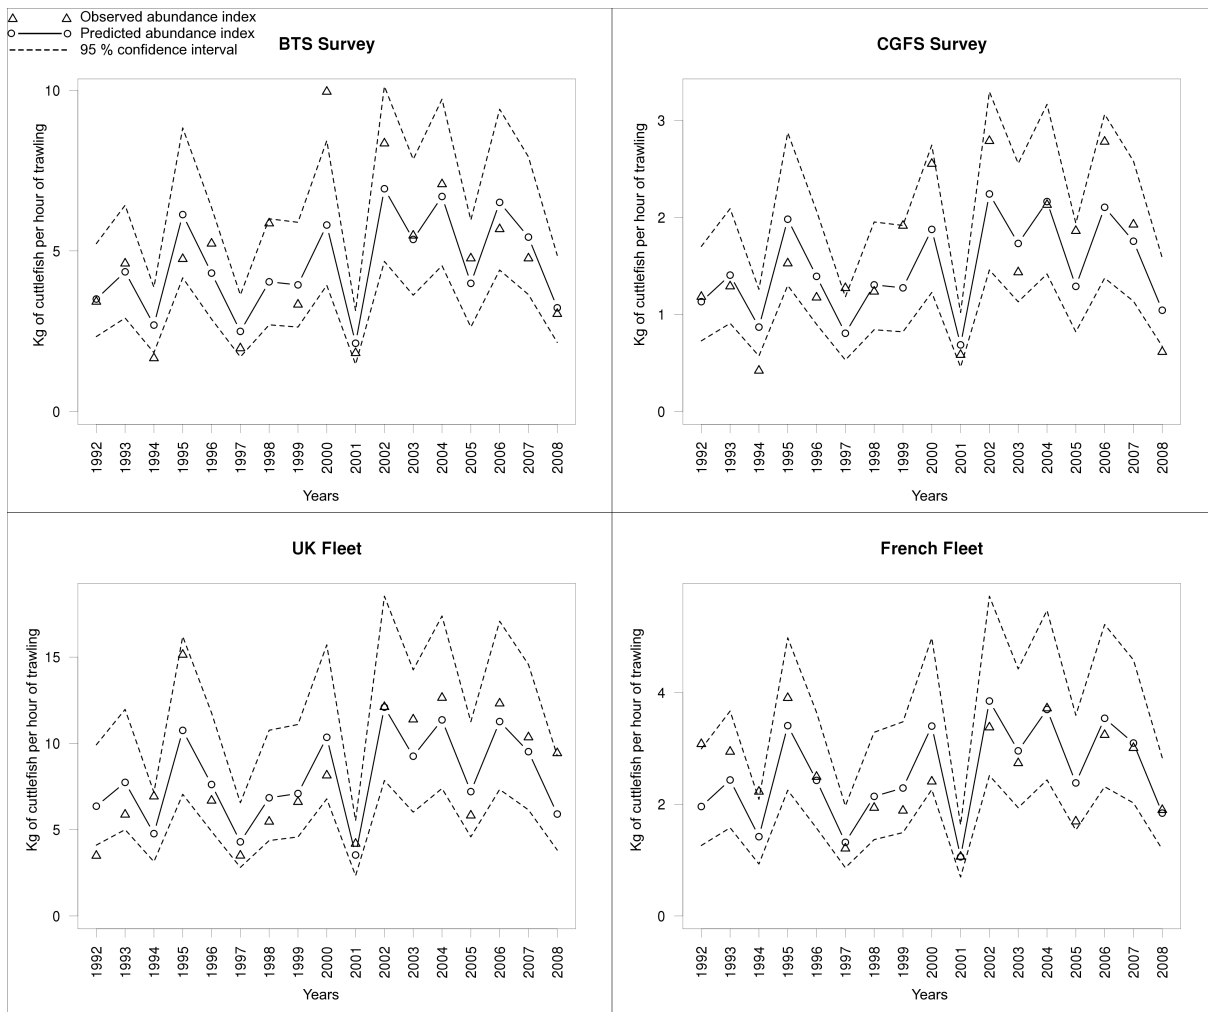 Observed abundance index
Predicted abundance index
95 % confidence interval
BTS Survey
Kg of cuttlefish per hour of trawling
10
5
0
1992 1993 1994 1995 1996 1997 1998 1999 2000 2001 2002 2003 2004 2005 2006 2007 2008
Years
CGFS Survey
Kg of cuttlefish per hour of trawling
3
2
1
0
1992 1993 1994 1995 1996 1997 1998 1999 2000 2001 2002 2003 2004 2005 2006 2007 2008
Years
UK Fleet
Kg of cuttlefish per hour of trawling
15
10
5
0
1992 1993 1994 1995 1996 1997 1998 1999 2000 2001 2002 2003 2004 2005 2006 2007 2008
Years
French Fleet
Kg of cuttlefish per hour of trawling
4
2
0
1992 1993 1994 1995 1996 1997 1998 1999 2000 2001 2002 2003 2004 2005 2006 2007 2008
Years